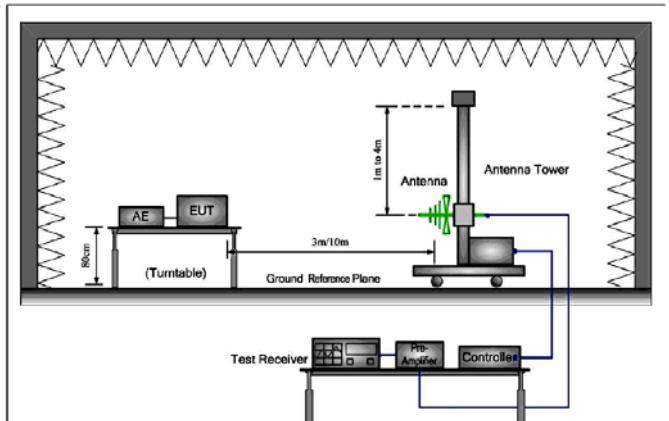 1m to 4m
Antenna
Antenna Tower
AE
EUT
3m/10m
80cm
(Turntable)
Ground Reference Plane
Test Receiver
Pre-
Amplifier
Controlle